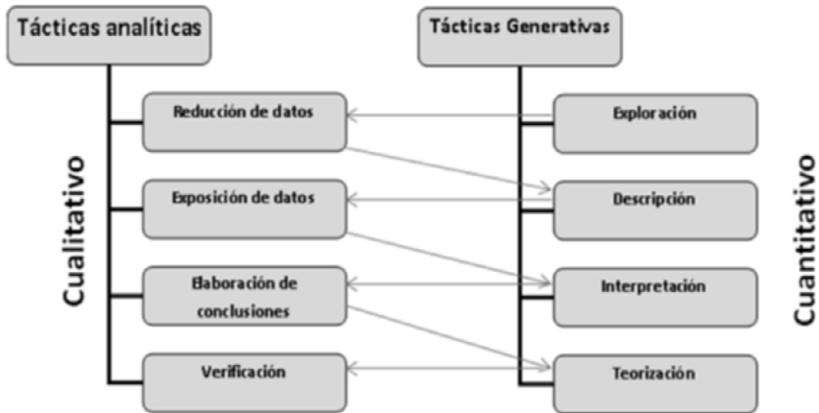 Tácticas analíticas
Reducción de datos
Exposición de datos
Elaboración de
conclusiones
Verificación
Cualitativo
Tácticas Generativas
Exploración
Descripción
Interpretación
Teorización
Cuantitativo